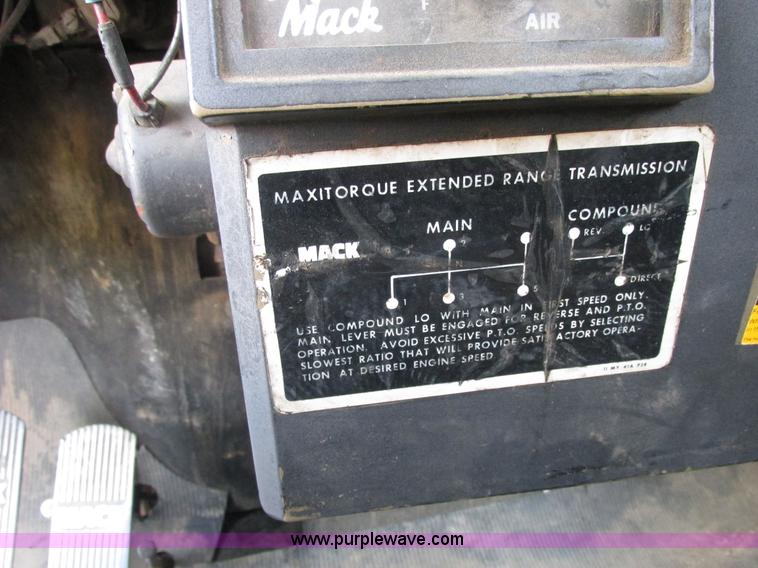 Mack
F
AIR
MAXITORQUE EXTENDED RANGE TRANSMISSION
MAIN
COMPOUND
MACK
2
REV.
LO
N
1
3
5
DIRECT
USE COMPOUND LO WITH MAIN IN FIRST SPEED ONLY.
MAIN LEVER MUST BE ENGAGED FOR REVERSE AND P.T.O.
OPERATION. AVOID EXCESSIVE P.T.O. SPEEDS BY SELECTING
SLOWEST RATIO THAT WILL PROVIDE SATISFACTORY OPERA-
TION AT DESIRED ENGINE SPEED
MACK
www.purplewave.com